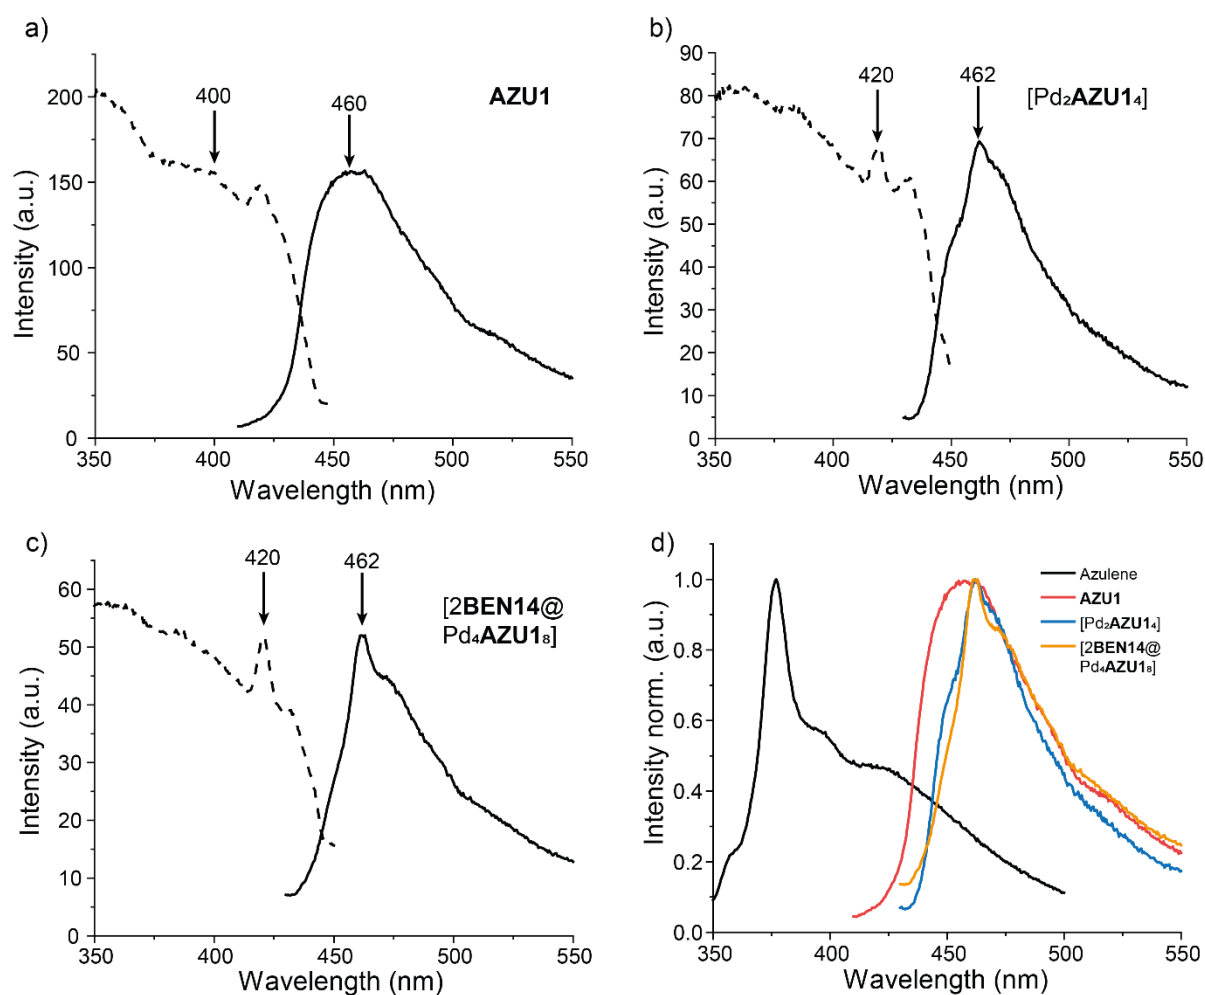 a)
AZU1
400
460
Intensity (a.u.)
200
150
100
50
0
350
400
450
500
550
Wavelength (nm)
b)
[Pd₂AZU1₄]
420
462
Intensity (a.u.)
90
80
70
60
50
40
30
20
10
0
350
400
450
500
550
Wavelength (nm)
c)
[2BEN14@
Pd₄AZU1₈]
420
462
Intensity (a.u.)
60
50
40
30
20
10
0
350
400
450
500
550
Wavelength (nm)
d)
Azulene
AZU1
[Pd₂AZU1₄]
[2BEN14@
Pd₄AZU1₈]
Intensity norm. (a.u.)
1.0
0.8
0.6
0.4
0.2
0.0
350
400
450
500
550
Wavelength (nm)